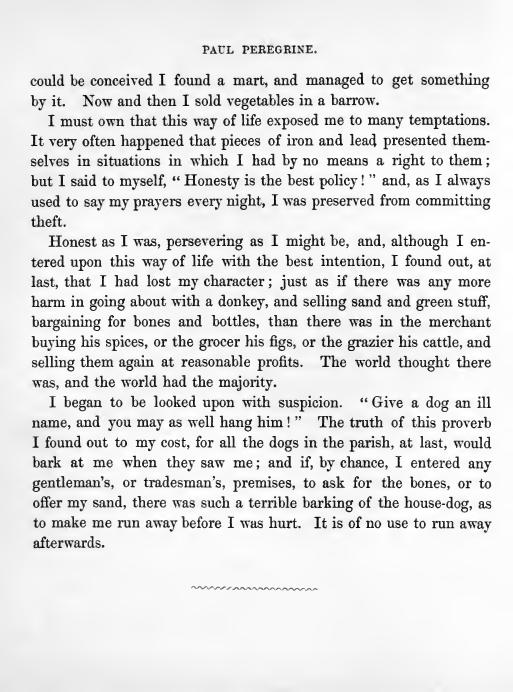 PAUL PEREGRINE.
could be conceived I found a mart, and managed to get something
by it. Now and then I sold vegetables in a barrow.
I must own that this way of life exposed me to many temptations.
It very often happened that pieces of iron and lead presented them-
selves in situations in which I had by no means a right to them;
but I said to myself, “Honesty is the best policy!” and, as I always
used to say my prayers every night, I was preserved from committing
theft.
Honest as I was, persevering as I might be, and, although I en-
tered upon this way of life with the best intention, I found out, at
last, that I had lost my character; just as if there was any more
harm in going about with a donkey, and selling sand and green stuff,
bargaining for bones and bottles, than there was in the merchant
buying his spices, or the grocer his figs, or the grazier his cattle, and
selling them again at reasonable profits. The world thought there
was, and the world had the majority.
I began to be looked upon with suspicion. “Give a dog an ill
name, and you may as well hang him!” The truth of this proverb
I found out to my cost, for all the dogs in the parish, at last, would
bark at me when they saw me; and if, by chance, I entered any
gentleman's, or tradesman's, premises, to ask for the bones, or to
offer my sand, there was such a terrible barking of the house-dog, as
to make me run away before I was hurt. It is of no use to run away
afterwards.